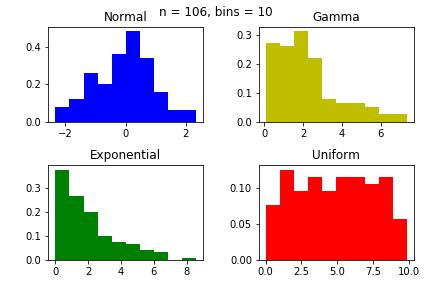 n = 106, bins = 10
Normal
Gamma
0.4
0.2
0.0
−2 0 2
0.3
0.2
0.1
0.0
0 2 4 6
Exponential
Uniform
0.3
0.2
0.1
0.0
0 2 4 6 8
0.10
0.05
0.00
0.0 2.5 5.0 7.5 10.0